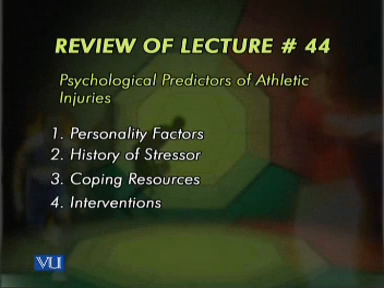 REVIEW OF LECTURE # 44
Psychological Predictors of Athletic
Injuries
1. Personality Factors
2. History of Stressor
3. Coping Resources
4. Interventions
VU